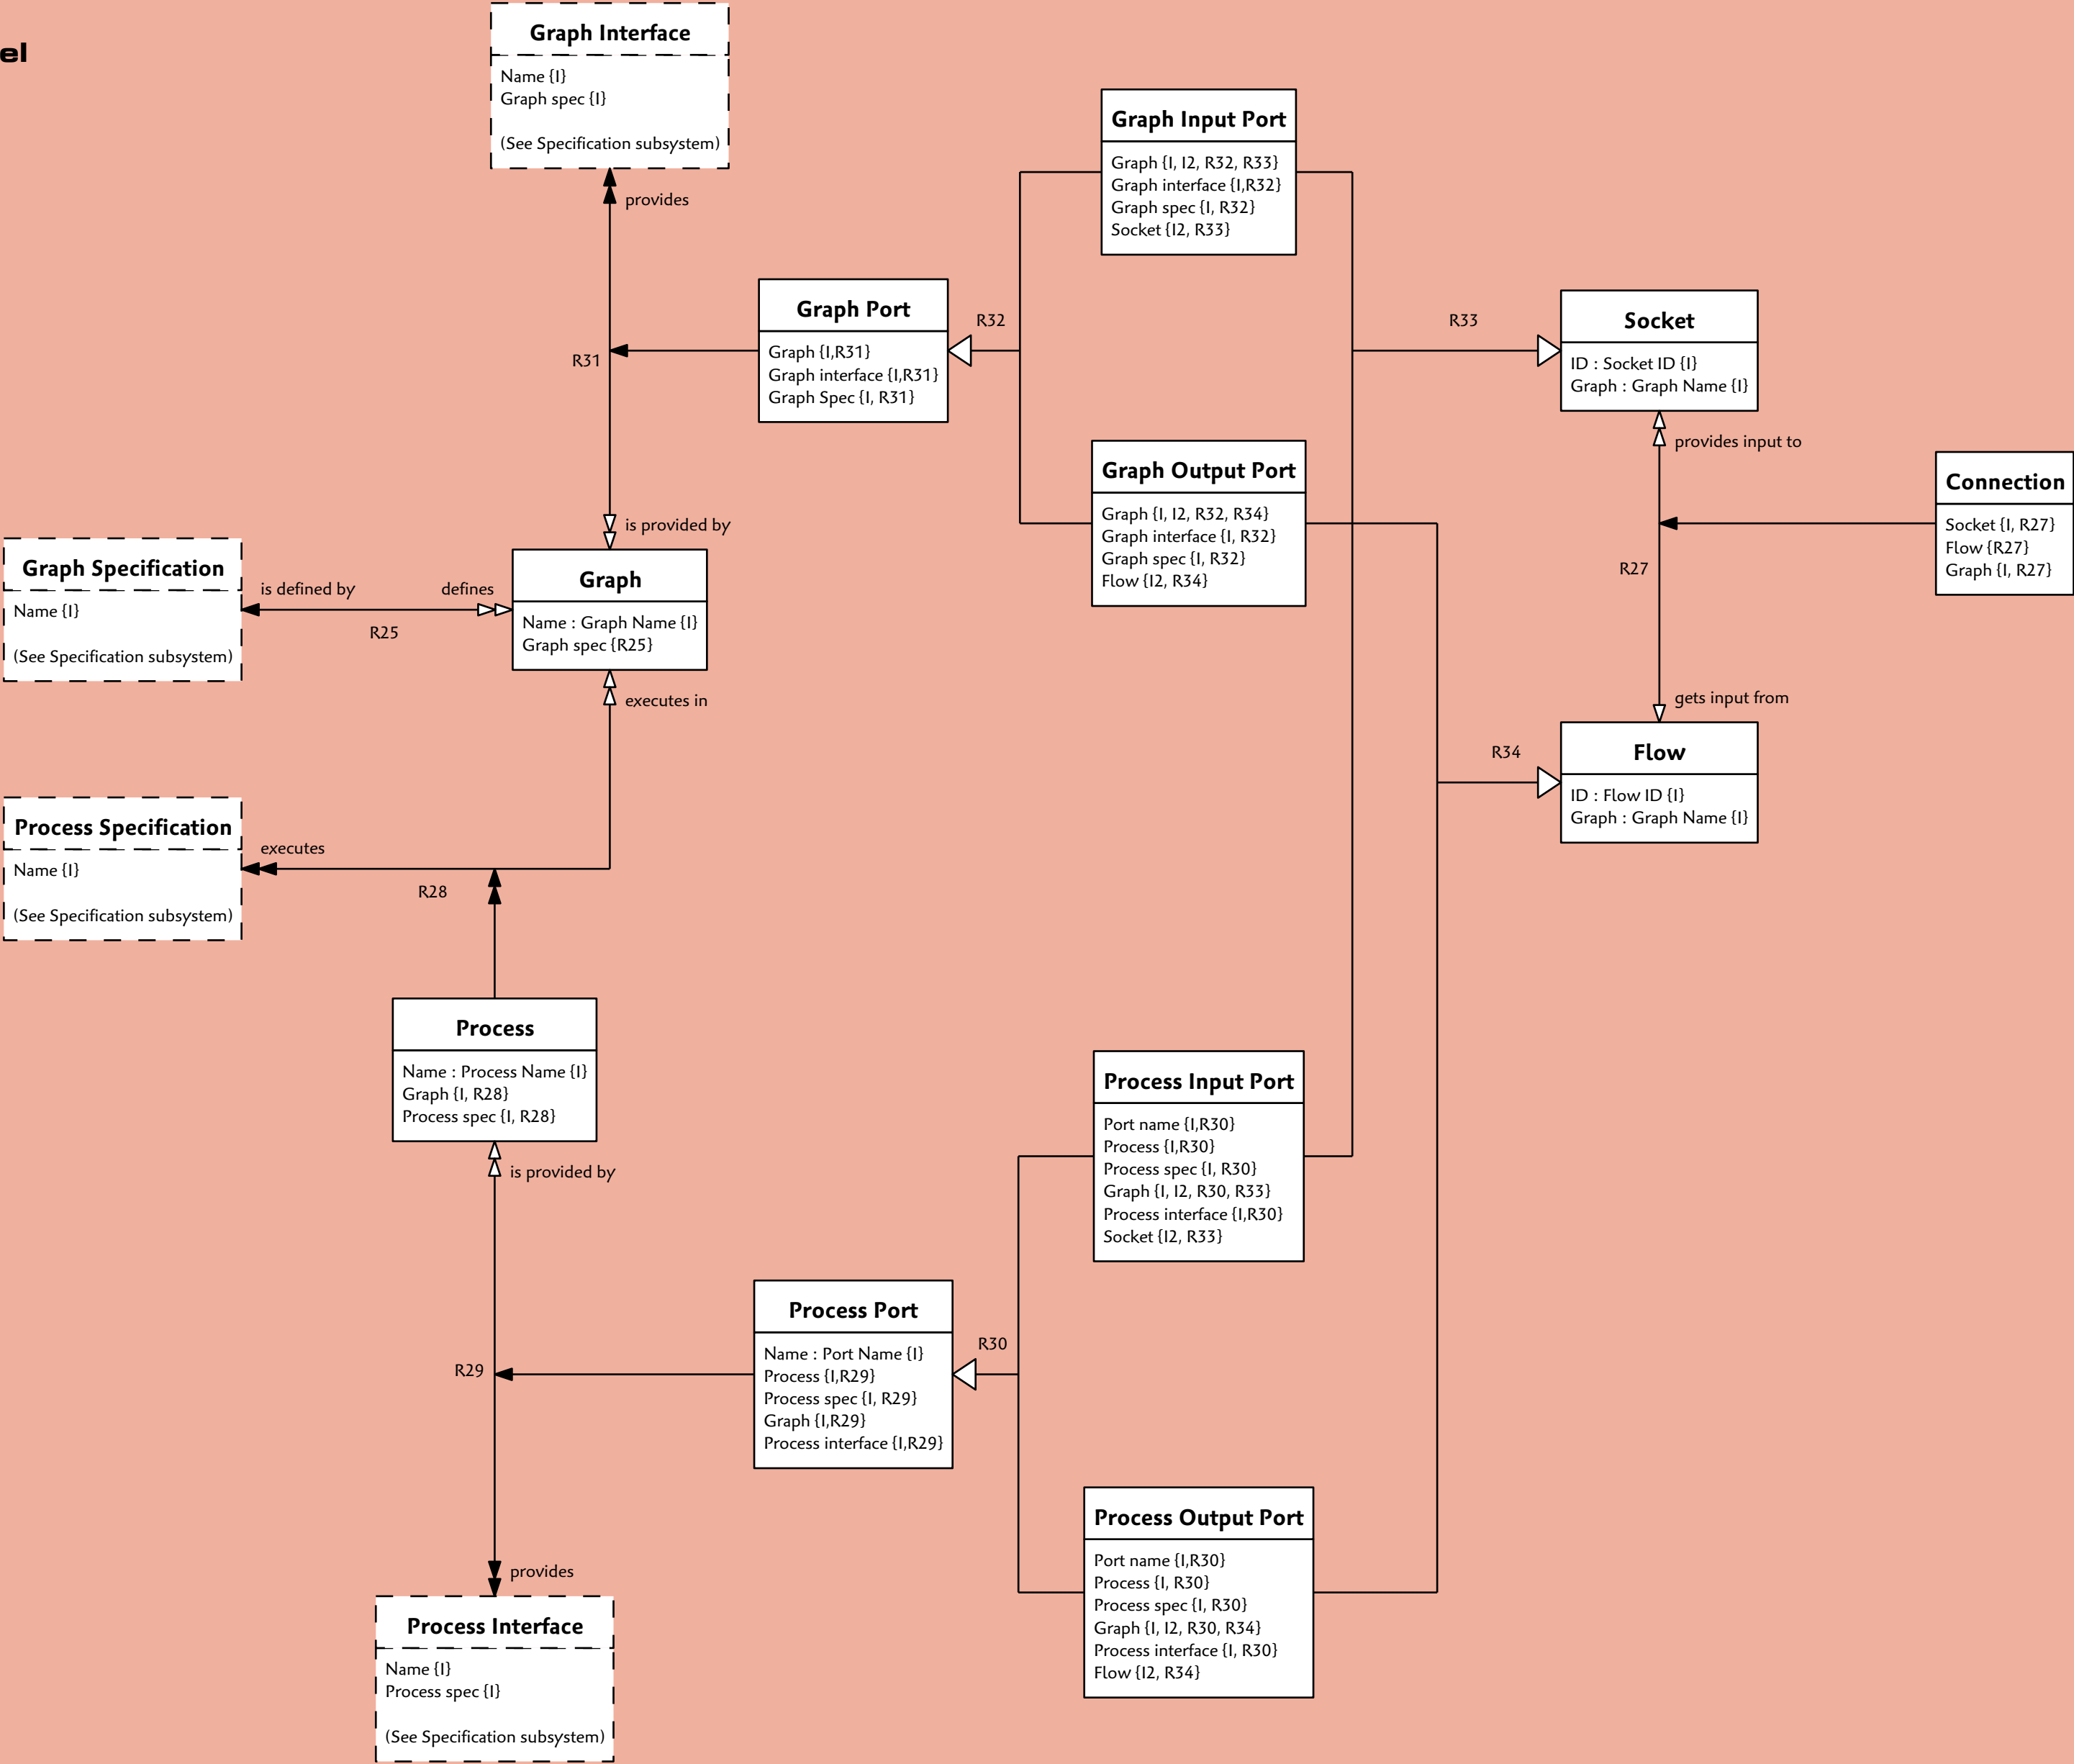 el
Graph Interface
Name {I}
Graph spec {I}
(See Specification subsystem)
provides
R31
is provided by
Graph Input Port
Graph {I, I2, R32, R33}
Graph interface {I,R32}
Graph spec {I, R32}
Socket {I2, R33}
Graph Port
Graph {I,R31}
Graph interface {I,R31}
Graph Spec {I, R31}
R32
R33
Socket
ID : Socket ID {I}
Graph : Graph Name {I}
provides input to
Graph Output Port
Graph {I, I2, R32, R34}
Graph interface {I, R32}
Graph spec {I, R32}
Flow {I2, R34}
Connection
Socket {I, R27}
Flow {R27}
Graph {I, R27}
R27
gets input from
Graph Specification
Name {I}
(See Specification subsystem)
is defined by
defines
R25
Graph
Name : Graph Name {I}
Graph spec {R25}
executes in
R34
Flow
ID : Flow ID {I}
Graph : Graph Name {I}
Process Specification
Name {I}
(See Specification subsystem)
executes
R28
Process
Name : Process Name {I}
Graph {I, R28}
Process spec {I, R28}
is provided by
Process Input Port
Port name {I,R30}
Process {I,R30}
Process spec {I, R30}
Graph {I, I2, R30, R33}
Process interface {I,R30}
Socket {I2, R33}
R29
Process Port
Name : Port Name {I}
Process {I,R29}
Process spec {I, R29}
Graph {I,R29}
Process interface {I,R29}
R30
Process Output Port
Port name {I,R30}
Process {I, R30}
Process spec {I, R30}
Graph {I, I2, R30, R34}
Process interface {I, R30}
Flow {I2, R34}
provides
Process Interface
Name {I}
Process spec {I}
(See Specification subsystem)